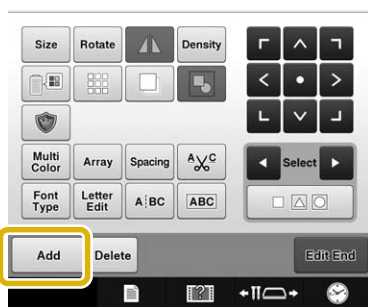 Size Rotate Density
Multi Color Array Spacing A C
Font Type Letter Edit A BC ABC
Select
Add Delete Edit End